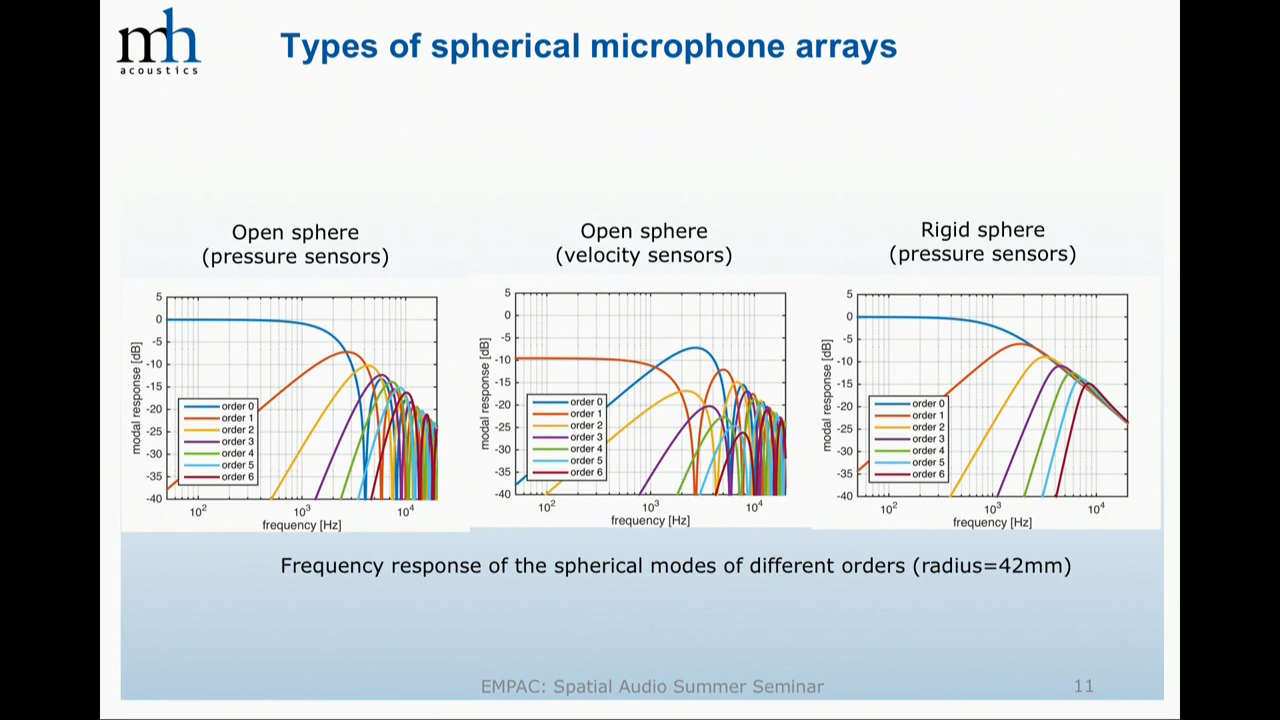 mh
acoustics
Types of spherical microphone arrays
Open sphere
(pressure sensors)
5
0
-5
-10
-15
-20
-25
-30
-35
-40
modal response [dB]
order 0
order 1
order 2
order 3
order 4
order 5
order 6
10²
10³
10⁴
frequency [Hz]
Open sphere
(velocity sensors)
5
0
-5
-10
-15
-20
-25
-30
-35
-40
modal response [dB]
order 0
order 1
order 2
order 3
order 4
order 5
order 6
10²
10³
10⁴
frequency [Hz]
Rigid sphere
(pressure sensors)
5
0
-5
-10
-15
-20
-25
-30
-35
-40
modal response [dB]
order 0
order 1
order 2
order 3
order 4
order 5
order 6
10²
10³
10⁴
frequency [Hz]
Frequency response of the spherical modes of different orders (radius=42mm)
EMPAC: Spatial Audio Summer Seminar
11